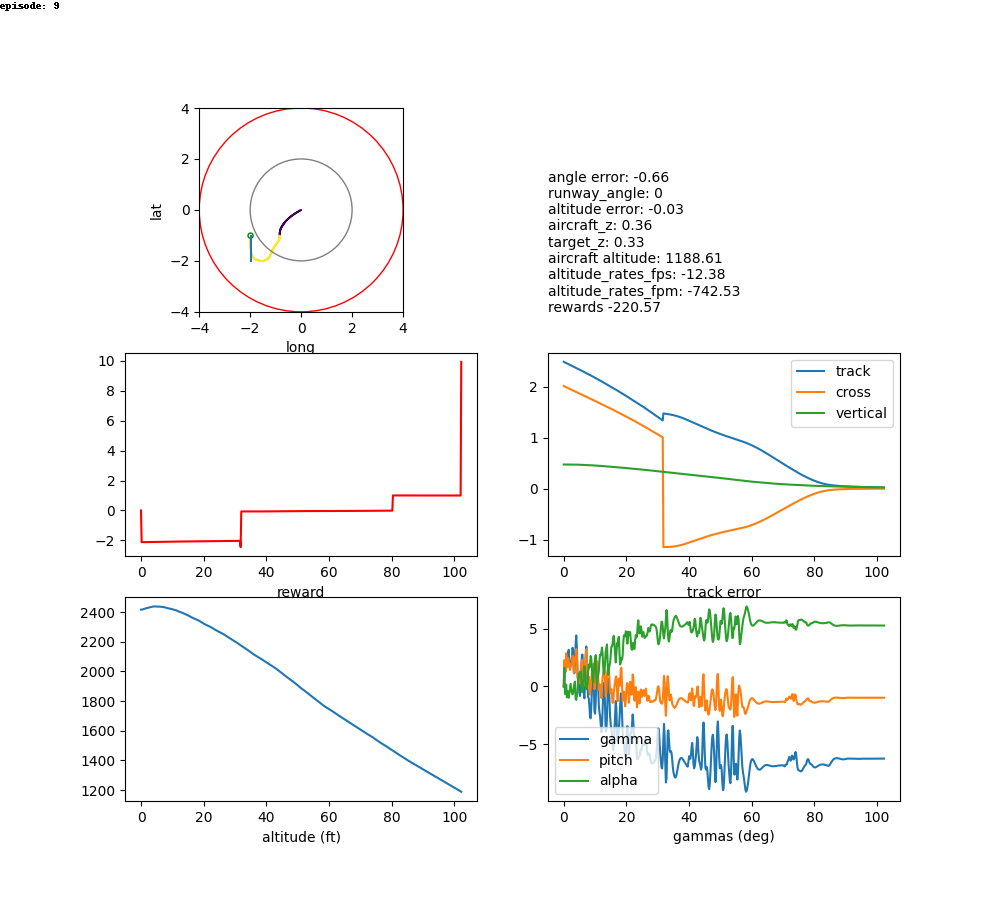 episode: 9
4
2
0
−2
−4
lat
−4 −2 0 2 4
long
angle error: -0.66
runway_angle: 0
altitude error: -0.03
aircraft_z: 0.36
target_z: 0.33
aircraft altitude: 1188.61
altitude_rates_fps: -12.38
altitude_rates_fpm: -742.53
rewards -220.57
10
8
6
4
2
0
−2
0 20 40 60 80 100
reward
track
cross
vertical
2
1
0
−1
0 20 40 60 80 100
track error
2400
2200
2000
1800
1600
1400
1200
0 20 40 60 80 100
altitude (ft)
5
0
−5
gamma
pitch
alpha
0 20 40 60 80 100
gammas (deg)